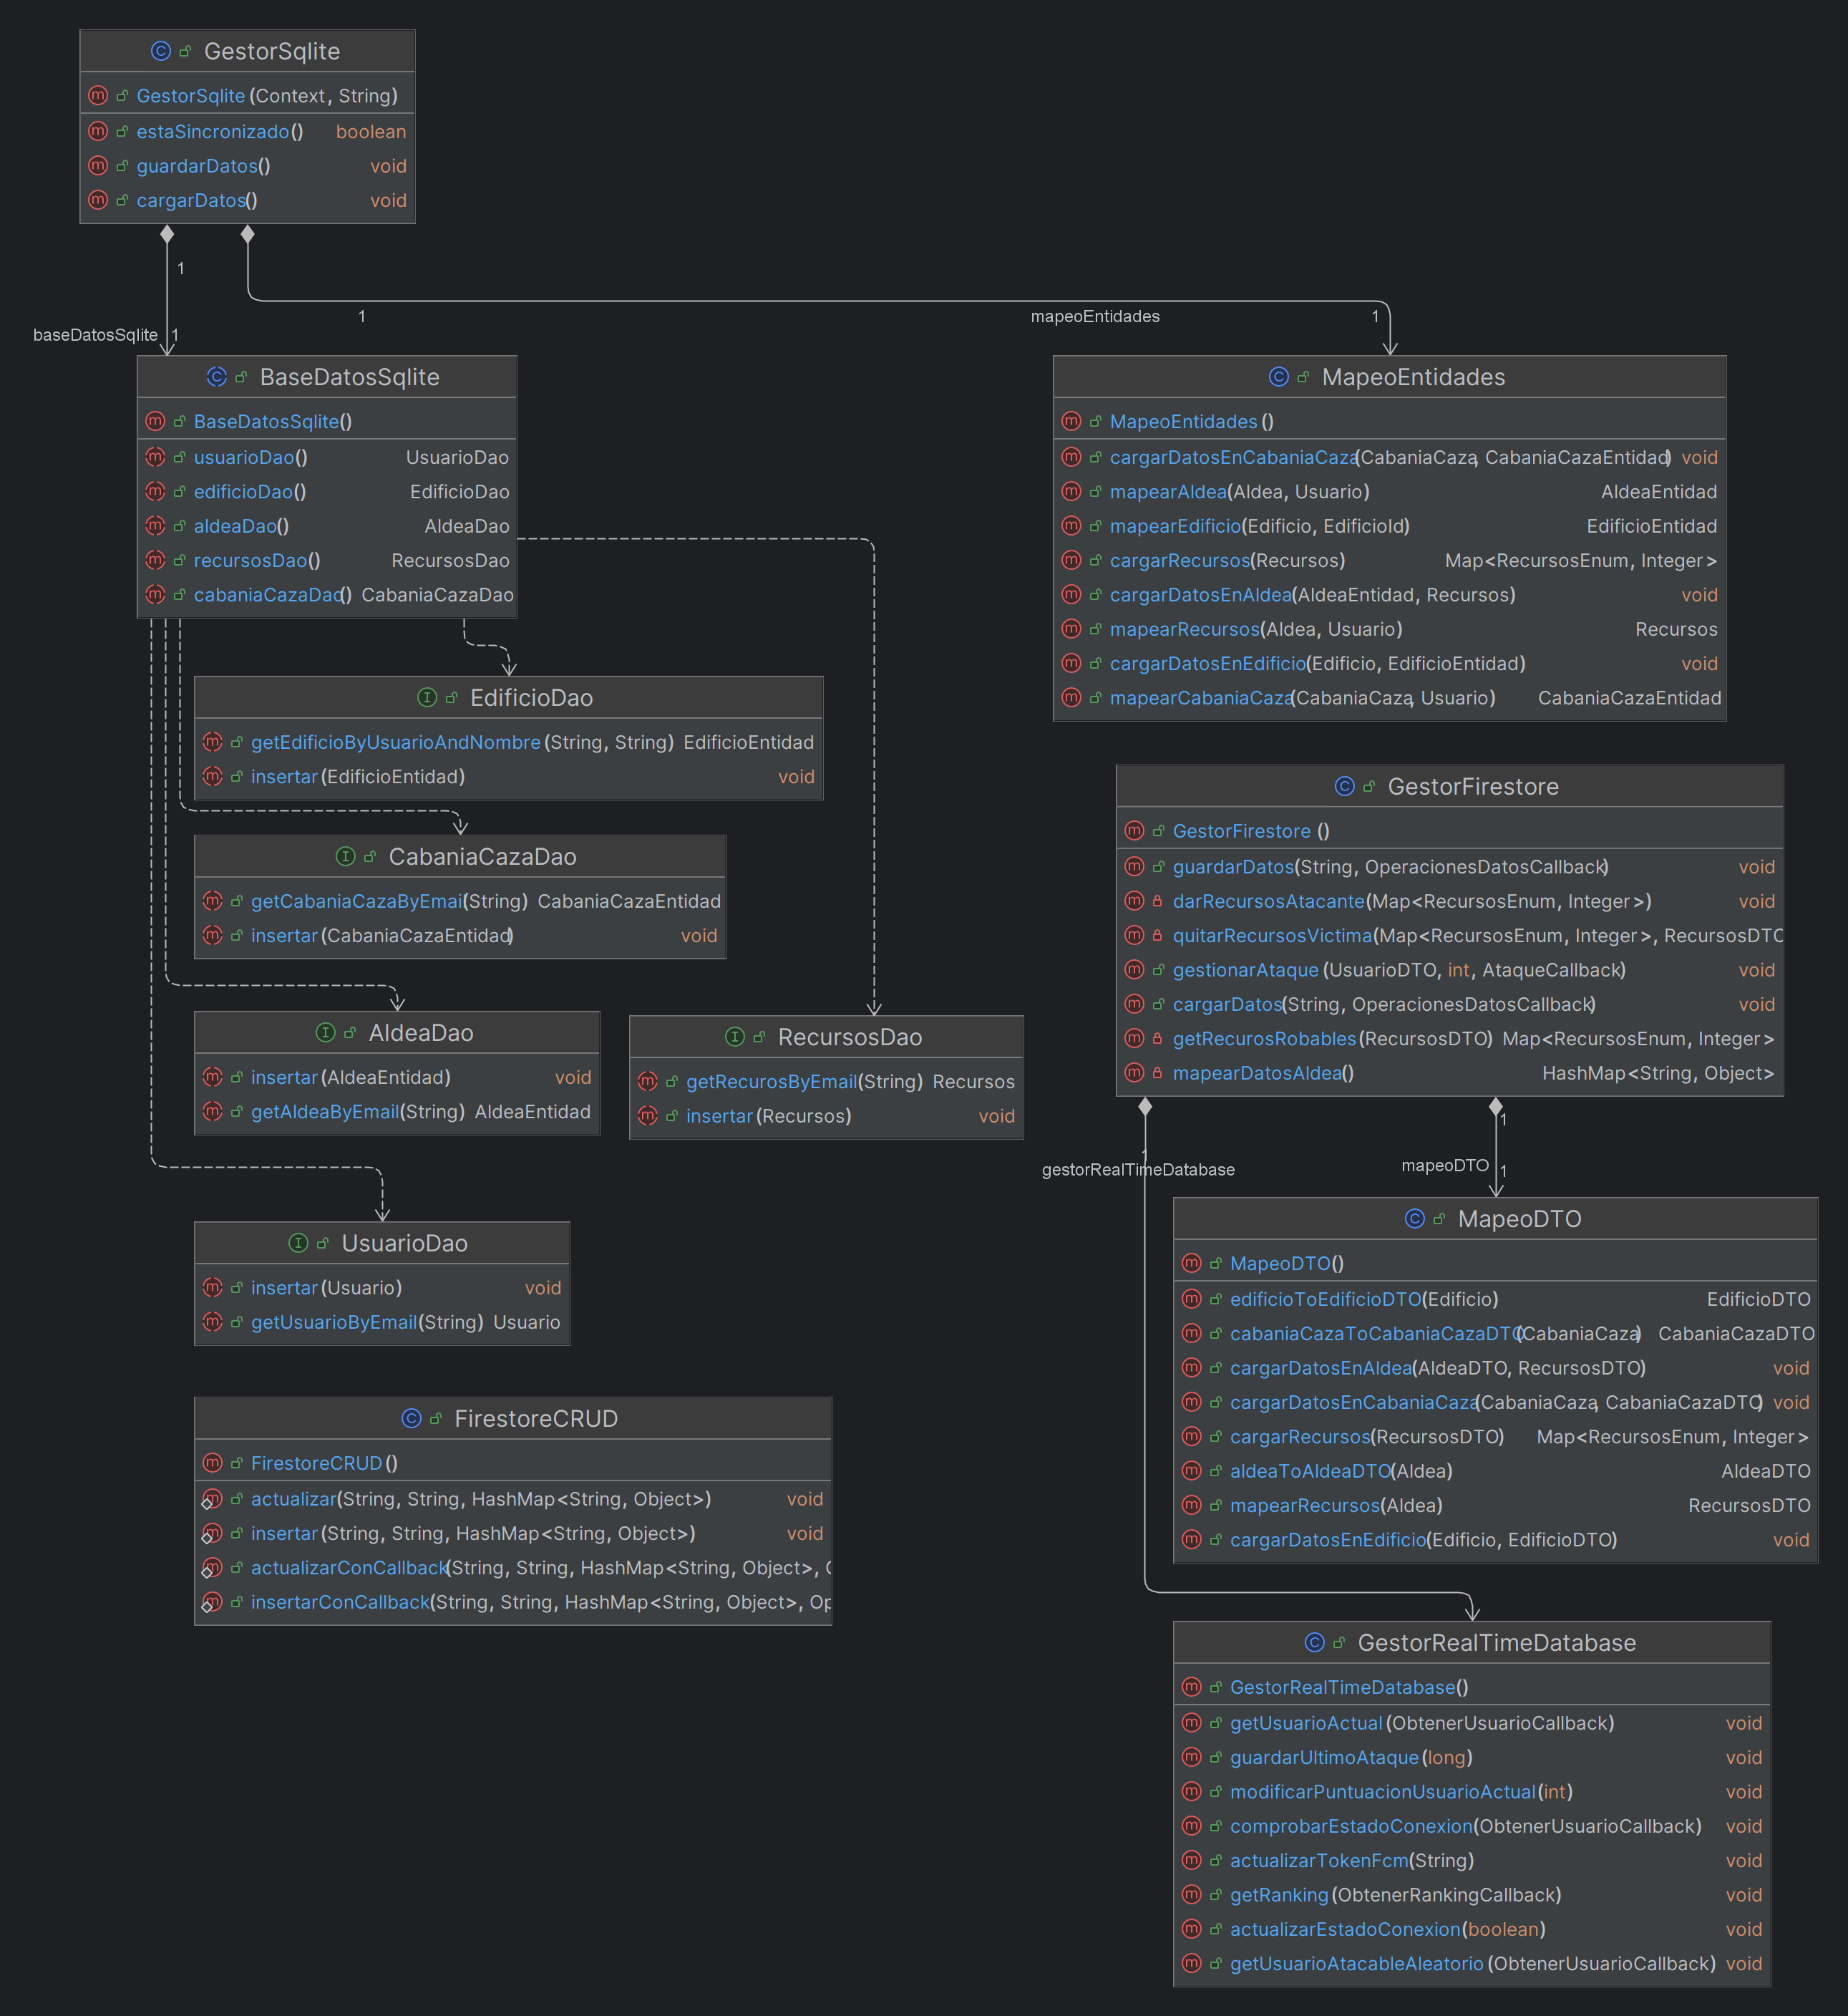 GestorSqlite
GestorSqlite(Context, String)
estaSincronizado() boolean
guardarDatos() void
cargarDatos() void
1
1
mapeoEntidades
1
baseDatosSqlite
1
BaseDatosSqlite
BaseDatosSqlite()
usuarioDao() UsuarioDao
edificioDao() EdificioDao
aldeaDao() AldeaDao
recursosDao() RecursosDao
cabaniaCazaDao() CabaniaCazaDao
MapeoEntidades
MapeoEntidades()
cargarDatosEnCabaniaCaza(CabaniaCaza, CabaniaCazaEntidad) void
mapearAldea(Aldea, Usuario) AldeaEntidad
mapearEdificio(Edificio, EdificioId) EdificioEntidad
cargarRecursos(Recursos) Map<RecursosEnum, Integer>
cargarDatosEnAldea(AldeaEntidad, Recursos) void
mapearRecursos(Aldea, Usuario) Recursos
cargarDatosEnEdificio(Edificio, EdificioEntidad) void
mapearCabaniaCaza(CabaniaCaza, Usuario) CabaniaCazaEntidad
EdificioDao
getEdificioByUsuarioAndNombre(String, String) EdificioEntidad
insertar(EdificioEntidad) void
CabaniaCazaDao
getCabaniaCazaByEmai(String) CabaniaCazaEntidad
insertar(CabaniaCazaEntidad) void
AldeaDao
insertar(AldeaEntidad) void
getAldeaByEmail(String) AldeaEntidad
RecursosDao
getRecurosByEmail(String) Recursos
insertar(Recursos) void
UsuarioDao
insertar(Usuario) void
getUsuarioByEmail(String) Usuario
FirestoreCRUD
FirestoreCRUD()
actualizar(String, String, HashMap<String, Object>) void
insertar(String, String, HashMap<String, Object>) void
actualizarConCallback(String, String, HashMap<String, Object>,
insertarConCallback(String, String, HashMap<String, Object>, Op
GestorFirestore
GestorFirestore()
guardarDatos(String, OperacionesDatosCallback) void
darRecursosAtacante(Map<RecursosEnum, Integer>) void
quitarRecursosVictima(Map<RecursosEnum, Integer>, RecursosDTO
gestionarAtaque(UsuarioDTO, int, AtaqueCallback) void
cargarDatos(String, OperacionesDatosCallback) void
getRecurosRobables(RecursosDTO) Map<RecursosEnum, Integer>
mapearDatosAldea() HashMap<String, Object>
1
1
gestorRealTimeDatabase
mapeoDTO
1
MapeoDTO
MapeoDTO()
edificioToEdificioDTO(Edificio) EdificioDTO
cabaniaCazaToCabaniaCazaDTO(CabaniaCaza) CabaniaCazaDTO
cargarDatosEnAldea(AldeaDTO, RecursosDTO) void
cargarDatosEnCabaniaCaza(CabaniaCaza, CabaniaCazaDTO) void
cargarRecursos(RecursosDTO) Map<RecursosEnum, Integer>
aldeaToAldeaDTO(Aldea) AldeaDTO
mapearRecursos(Aldea) RecursosDTO
cargarDatosEnEdificio(Edificio, EdificioDTO) void
GestorRealTimeDatabase
GestorRealTimeDatabase()
getUsuarioActual(ObtenerUsuarioCallback) void
guardarUltimoAtaque(long) void
modificarPuntuacionUsuarioActual(int) void
comprobarEstadoConexion(ObtenerUsuarioCallback) void
actualizarTokenFcm(String) void
getRanking(ObtenerRankingCallback) void
actualizarEstadoConexion(boolean) void
getUsuarioAtacableAleatorio(ObtenerUsuarioCallback) void